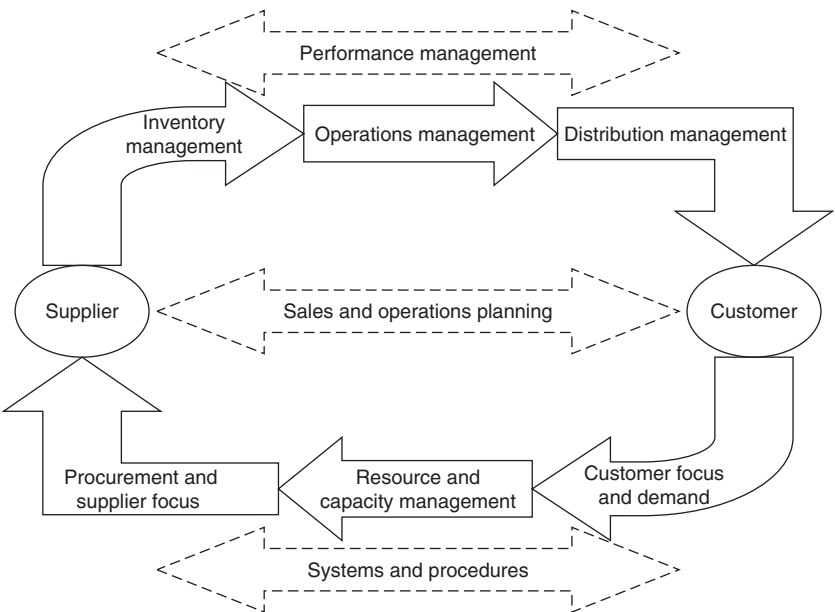 Performance management
Inventory
management
Operations management
Distribution management
Supplier
Sales and operations planning
Customer
Procurement and
supplier focus
Resource and
capacity management
Customer focus
and demand
Systems and procedures